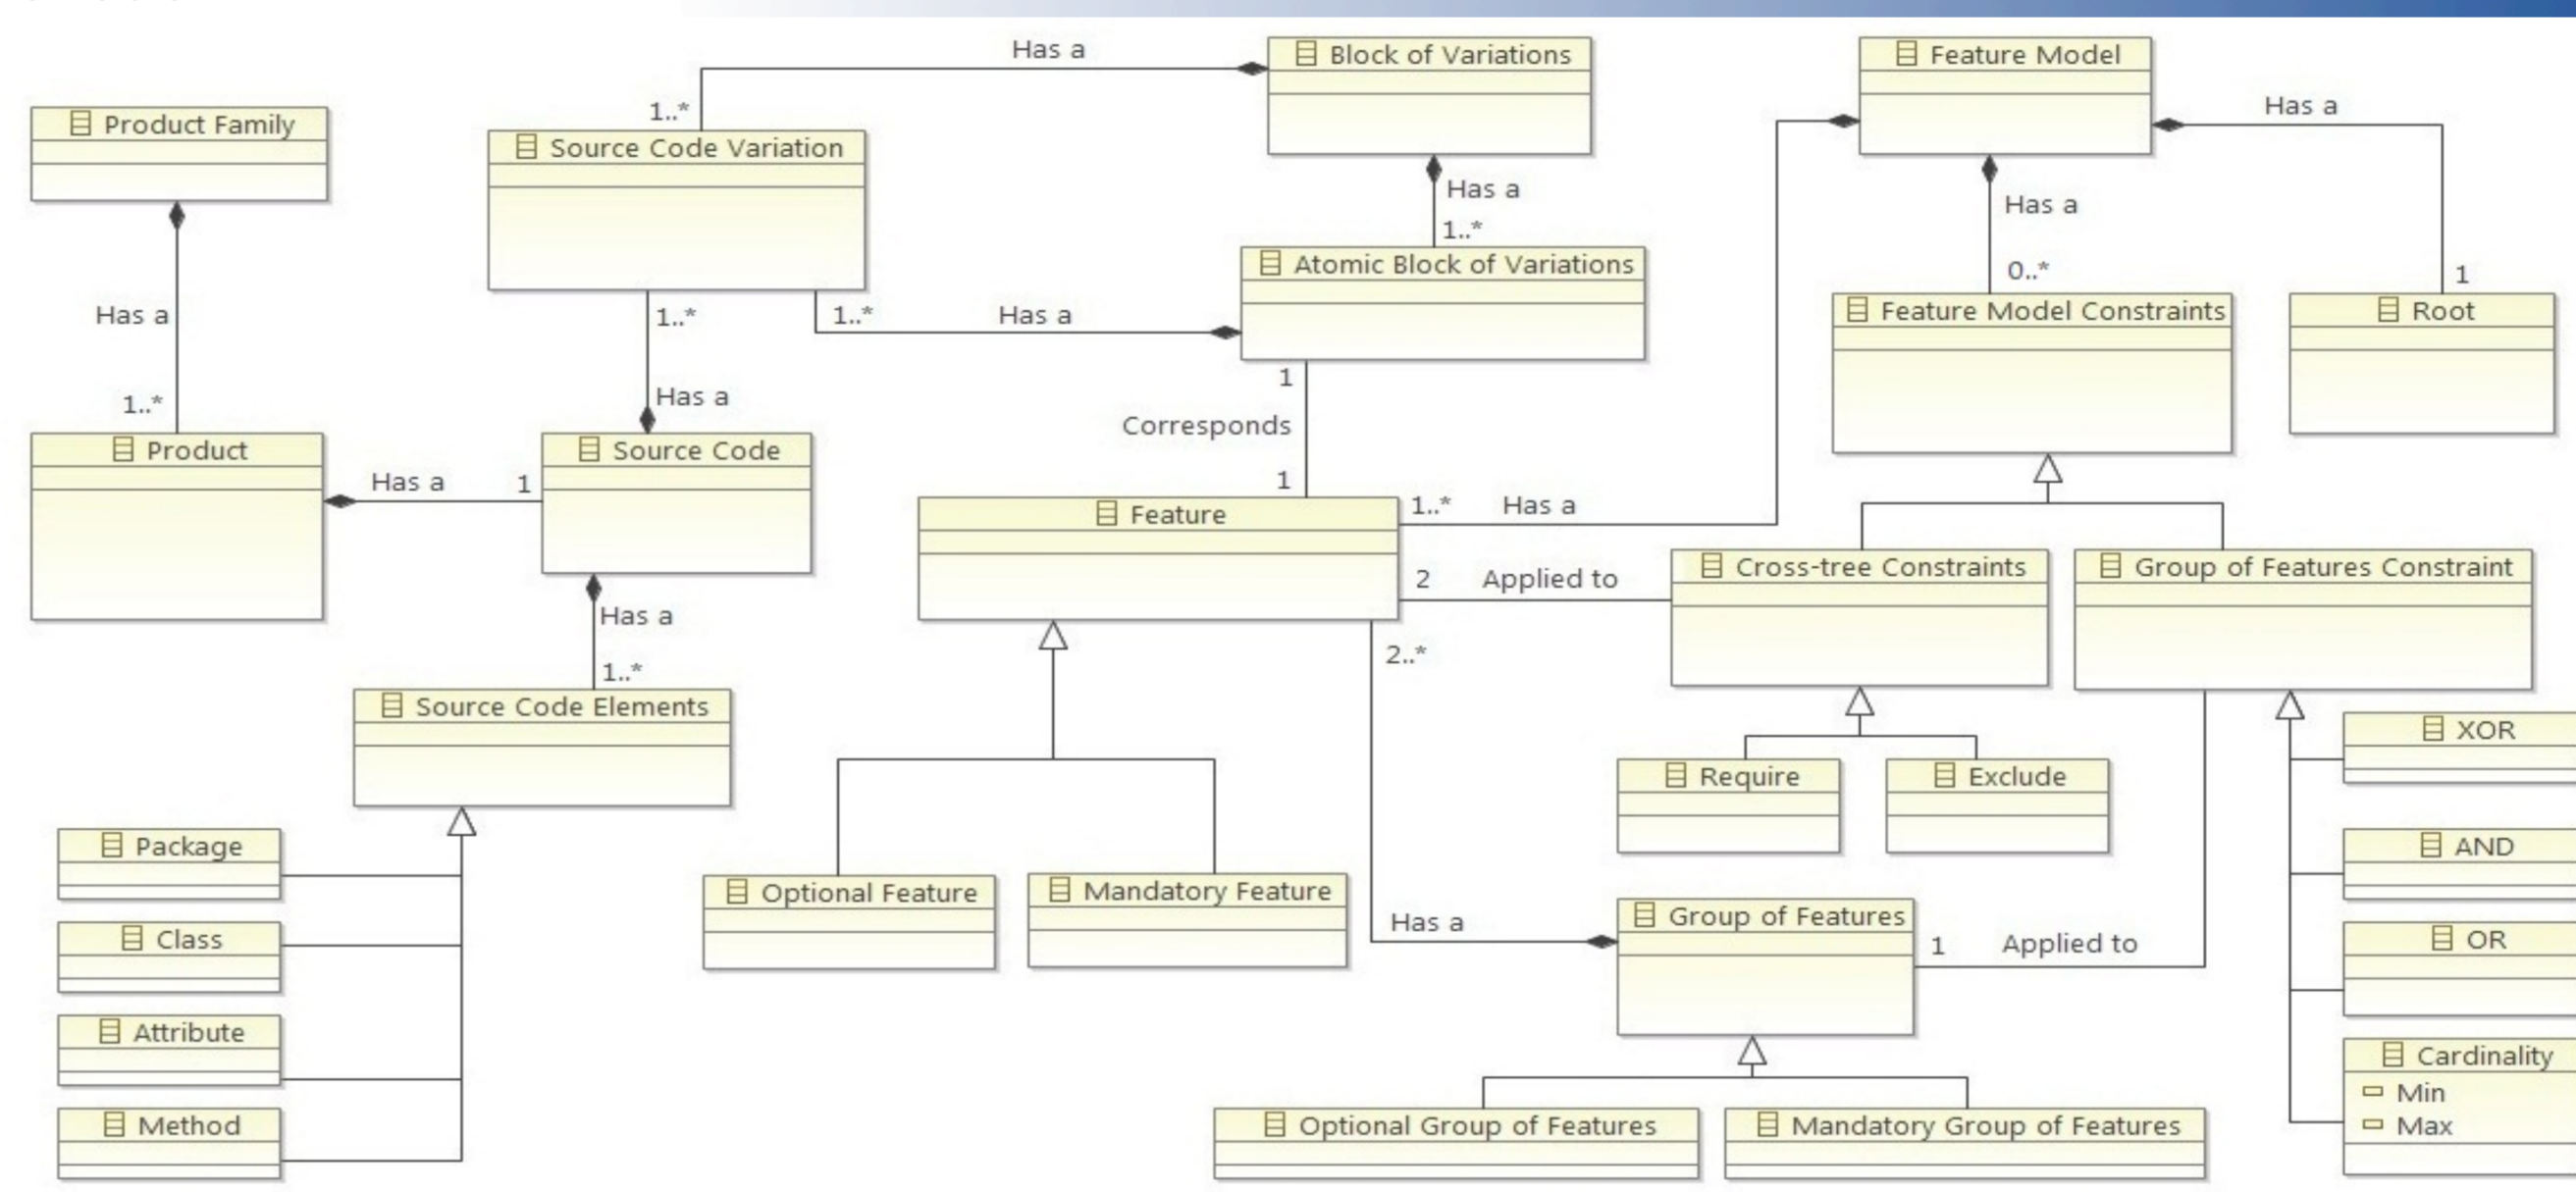 Has a
Block of Variations
Feature Model
Has a
Product Family
1..*
Source Code Variation
Has a
1..*
Has a
0..*
1
Atomic Block of Variations
Feature Model Constraints
Root
Has a
1..*
1..*
Has a
1..*
Has a
1
Corresponds
1
Product
Has a
1
Source Code
Feature
1..*
Has a
2
Applied to
Cross-tree Constraints
Group of Features Constraint
Has a
1..*
2..*
Source Code Elements
XOR
Require
Exclude
Package
AND
Optional Feature
Mandatory Feature
Has a
Group of Features
1
Applied to
Class
OR
Attribute
Cardinality
Min
Max
Method
Optional Group of Features
Mandatory Group of Features